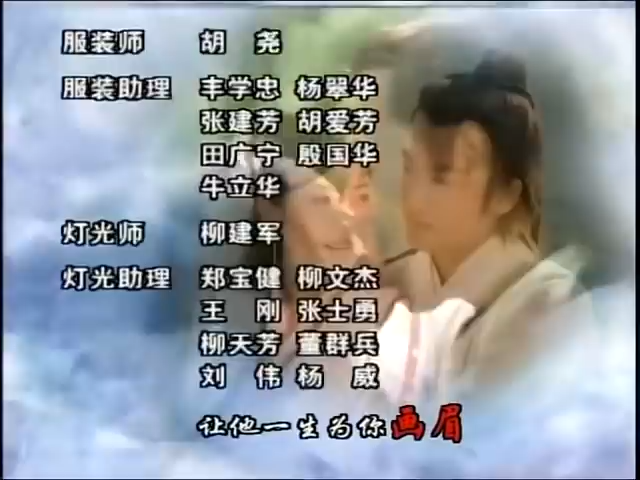 服装师 胡 尧
服装助理 丰学忠 杨翠华
张建芳 胡爱芳
田广宁 殷国华
牛立华
灯光师 柳建军
灯光助理 郑宝健 柳文杰
王 刚 张士勇
柳天芳 董群兵
刘 伟 杨 威
让他一生为你画眉